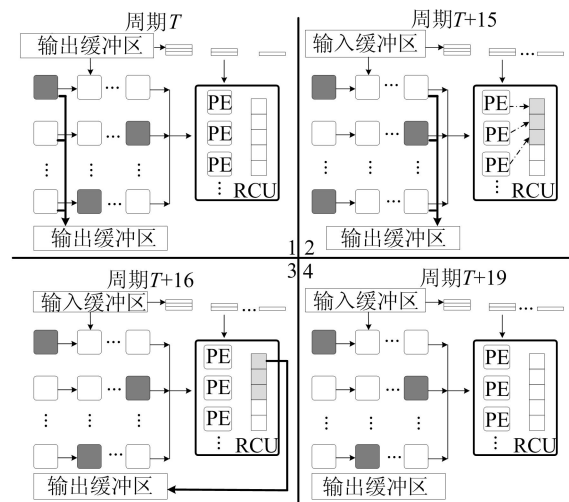 周期T
输出缓冲区
PE
PE
PE
RCU
输出缓冲区
1
周期T+15
输入缓冲区
PE
PE
PE
RCU
输出缓冲区
2
周期T+16
输入缓冲区
PE
PE
PE
RCU
输出缓冲区
3
周期T+19
输入缓冲区
PE
PE
PE
RCU
输出缓冲区
4